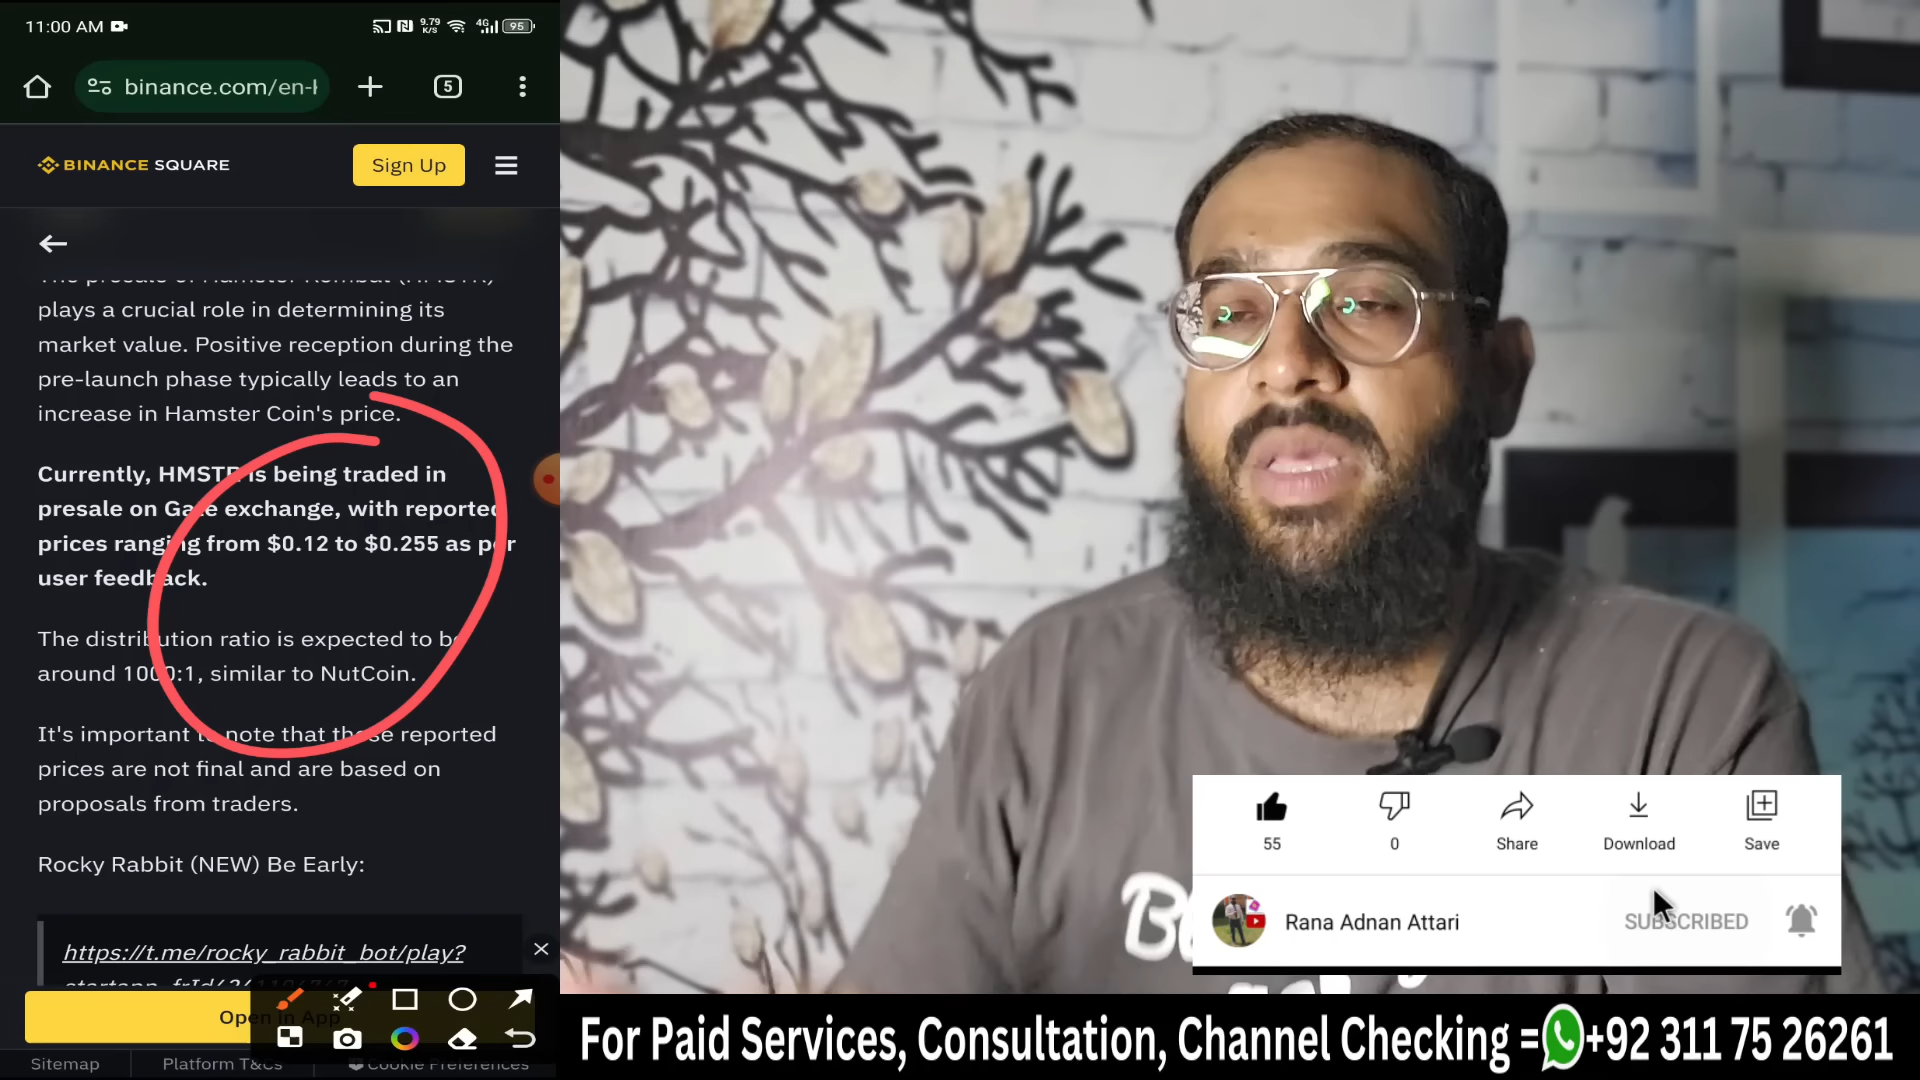 11:00 AM
9.79
K/S
4G
95
binance.com/en-
5
BINANCE SQUARE
Sign Up
plays a crucial role in determining its
market value. Positive reception during the
pre-launch phase typically leads to an
increase in Hamster Coin's price.
Currently, HMSTR is being traded in
presale on Gate exchange, with reported
prices ranging from $0.12 to $0.255 as per
user feedback.
The distribution ratio is expected to be
around 1000:1, similar to NutCoin.
It's important to note that these reported
prices are not final and are based on
proposals from traders.
Rocky Rabbit (NEW) Be Early:
https://t.me/rocky_rabbit_bot/play?
Open in App
Sitemap
Platform T&Cs
Cookie Preferences
55
0
Share
Download
Save
Rana Adnan Attari
SUBSCRIBED
For Paid Services, Consultation, Channel Checking = +92 311 75 26261